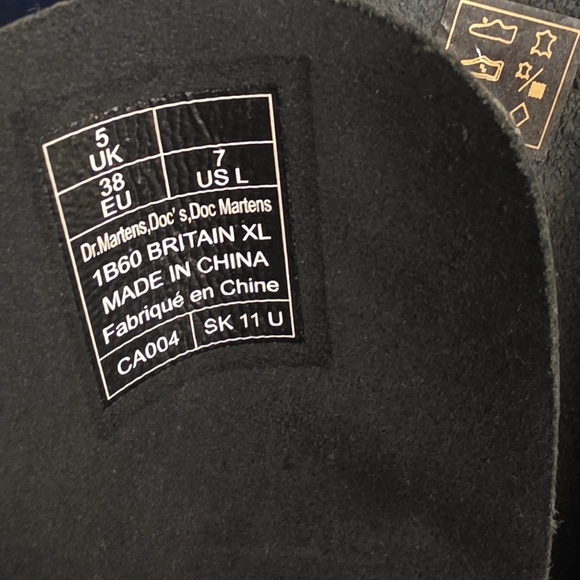 5
UK
38
EU
7
US L
Dr.Martens,Doc's,Doc Martens
1B60 BRITAIN XL
MADE IN CHINA
Fabriqué en Chine
CA004
SK 11 U